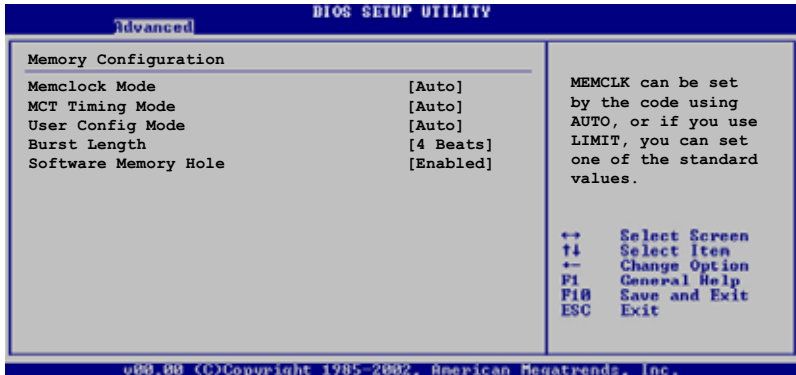 BIOS SETUP UTILITY
Advanced
Memory Configuration
Memclock Mode [Auto]
MCT Timing Mode [Auto]
User Config Mode [Auto]
Burst Length [4 Beats]
Software Memory Hole [Enabled]
MEMCLK can be set
by the code using
AUTO, or if you use
LIMIT, you can set
one of the standard
values.
↔ Select Screen
↑↓ Select Item
+- Change Option
F1 General Help
F10 Save and Exit
ESC Exit
v00.00 (C)Copyright 1985-2002, American Megatrends, Inc.